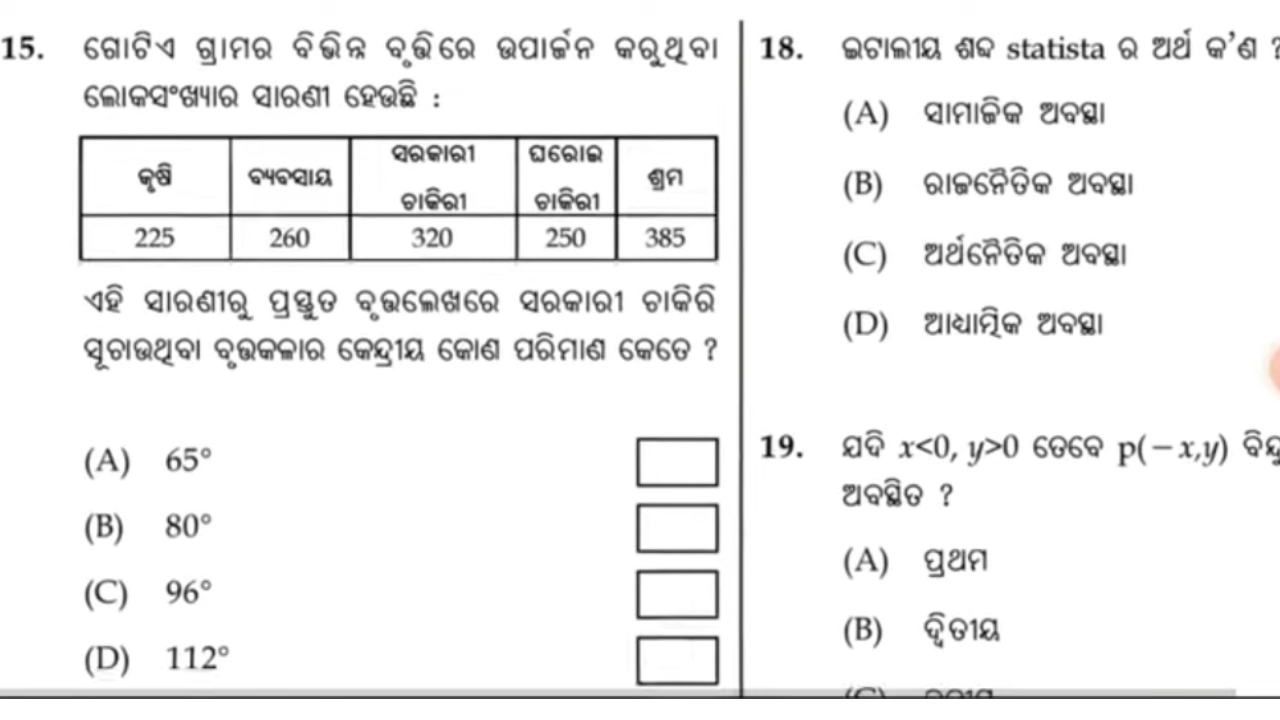 15. ଗୋଟିଏ ଗ୍ରାମର ବିଭିନ୍ନ ବୃତ୍ତିରେ ଉପାର୍ଜନ କରୁଥିବା
ଲୋକସଂଖ୍ୟାର ସାରଣୀ ହେଉଛି :
କୃଷି ବ୍ୟବସାୟ ସରକାରୀ ଚାକିରୀ ଘରୋଇ ଚାକିରୀ ଶ୍ରମ
225 260 320 250 385
ଏହି ସାରଣୀରୁ ପ୍ରସ୍ତୁତ ବୃତ୍ତଲେଖରେ ସରକାରୀ ଚାକିରି
ସୂଚାଉଥିବା ବୃତ୍ତକଳାର କେନ୍ଦ୍ରୀୟ କୋଣ ପରିମାଣ କେତେ ?
(A) 65°
(B) 80°
(C) 96°
(D) 112°
18. ଇଟାଲୀୟ ଶବ୍ଦ statista ର ଅର୍ଥ କ'ଣ ?
(A) ସାମାଜିକ ଅବସ୍ଥା
(B) ରାଜନୈତିକ ଅବସ୍ଥା
(C) ଅର୍ଥନୈତିକ ଅବସ୍ଥା
(D) ଆଧ୍ୟାତ୍ମିକ ଅବସ୍ଥା
19. ଯଦି x<0, y>0 ତେବେ p(−x,y)
ଅବସ୍ଥିତ ?
(A) ପ୍ରଥମ
(B) ଦ୍ୱିତୀୟ